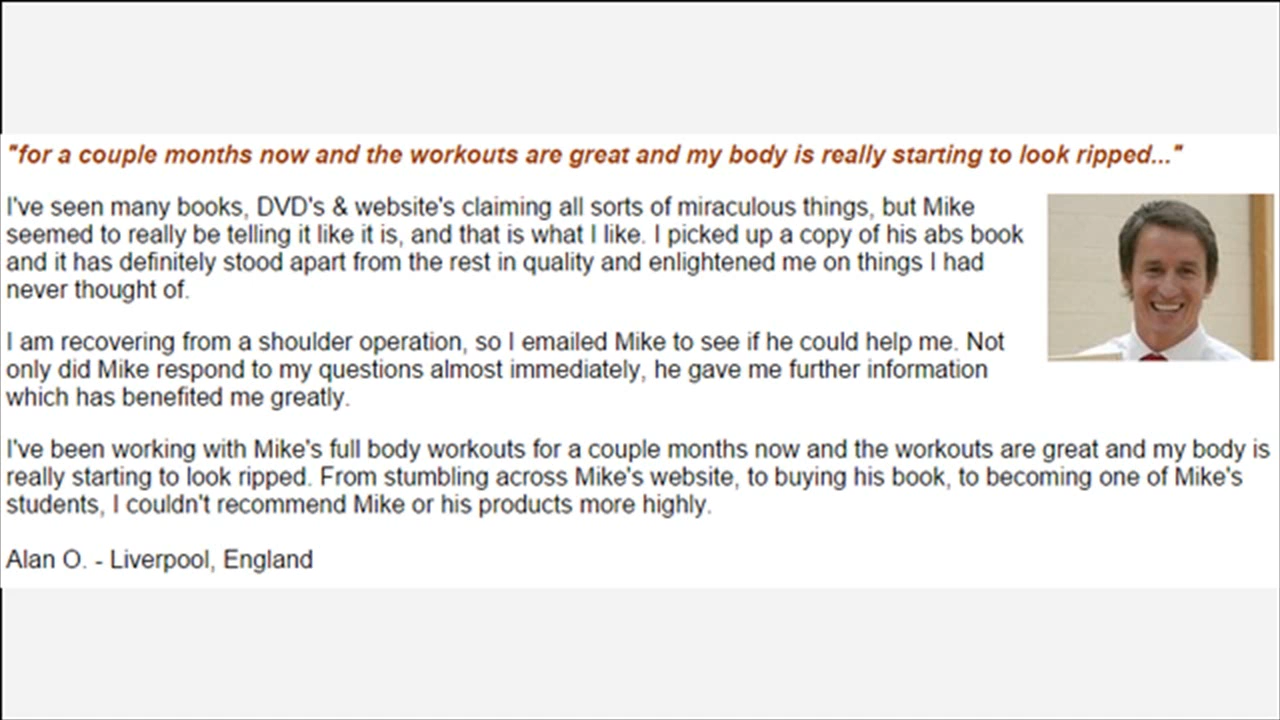 "for a couple months now and the workouts are great and my body is really starting to look ripped..."
I've seen many books, DVD's & website's claiming all sorts of miraculous things, but Mike
seemed to really be telling it like it is, and that is what I like. I picked up a copy of his abs book
and it has definitely stood apart from the rest in quality and enlightened me on things I had
never thought of.
I am recovering from a shoulder operation, so I emailed Mike to see if he could help me. Not
only did Mike respond to my questions almost immediately, he gave me further information
which has benefited me greatly.
I've been working with Mike's full body workouts for a couple months now and the workouts are great and my body is
really starting to look ripped. From stumbling across Mike's website, to buying his book, to becoming one of Mike's
students, I couldn't recommend Mike or his products more highly.
Alan O. - Liverpool, England